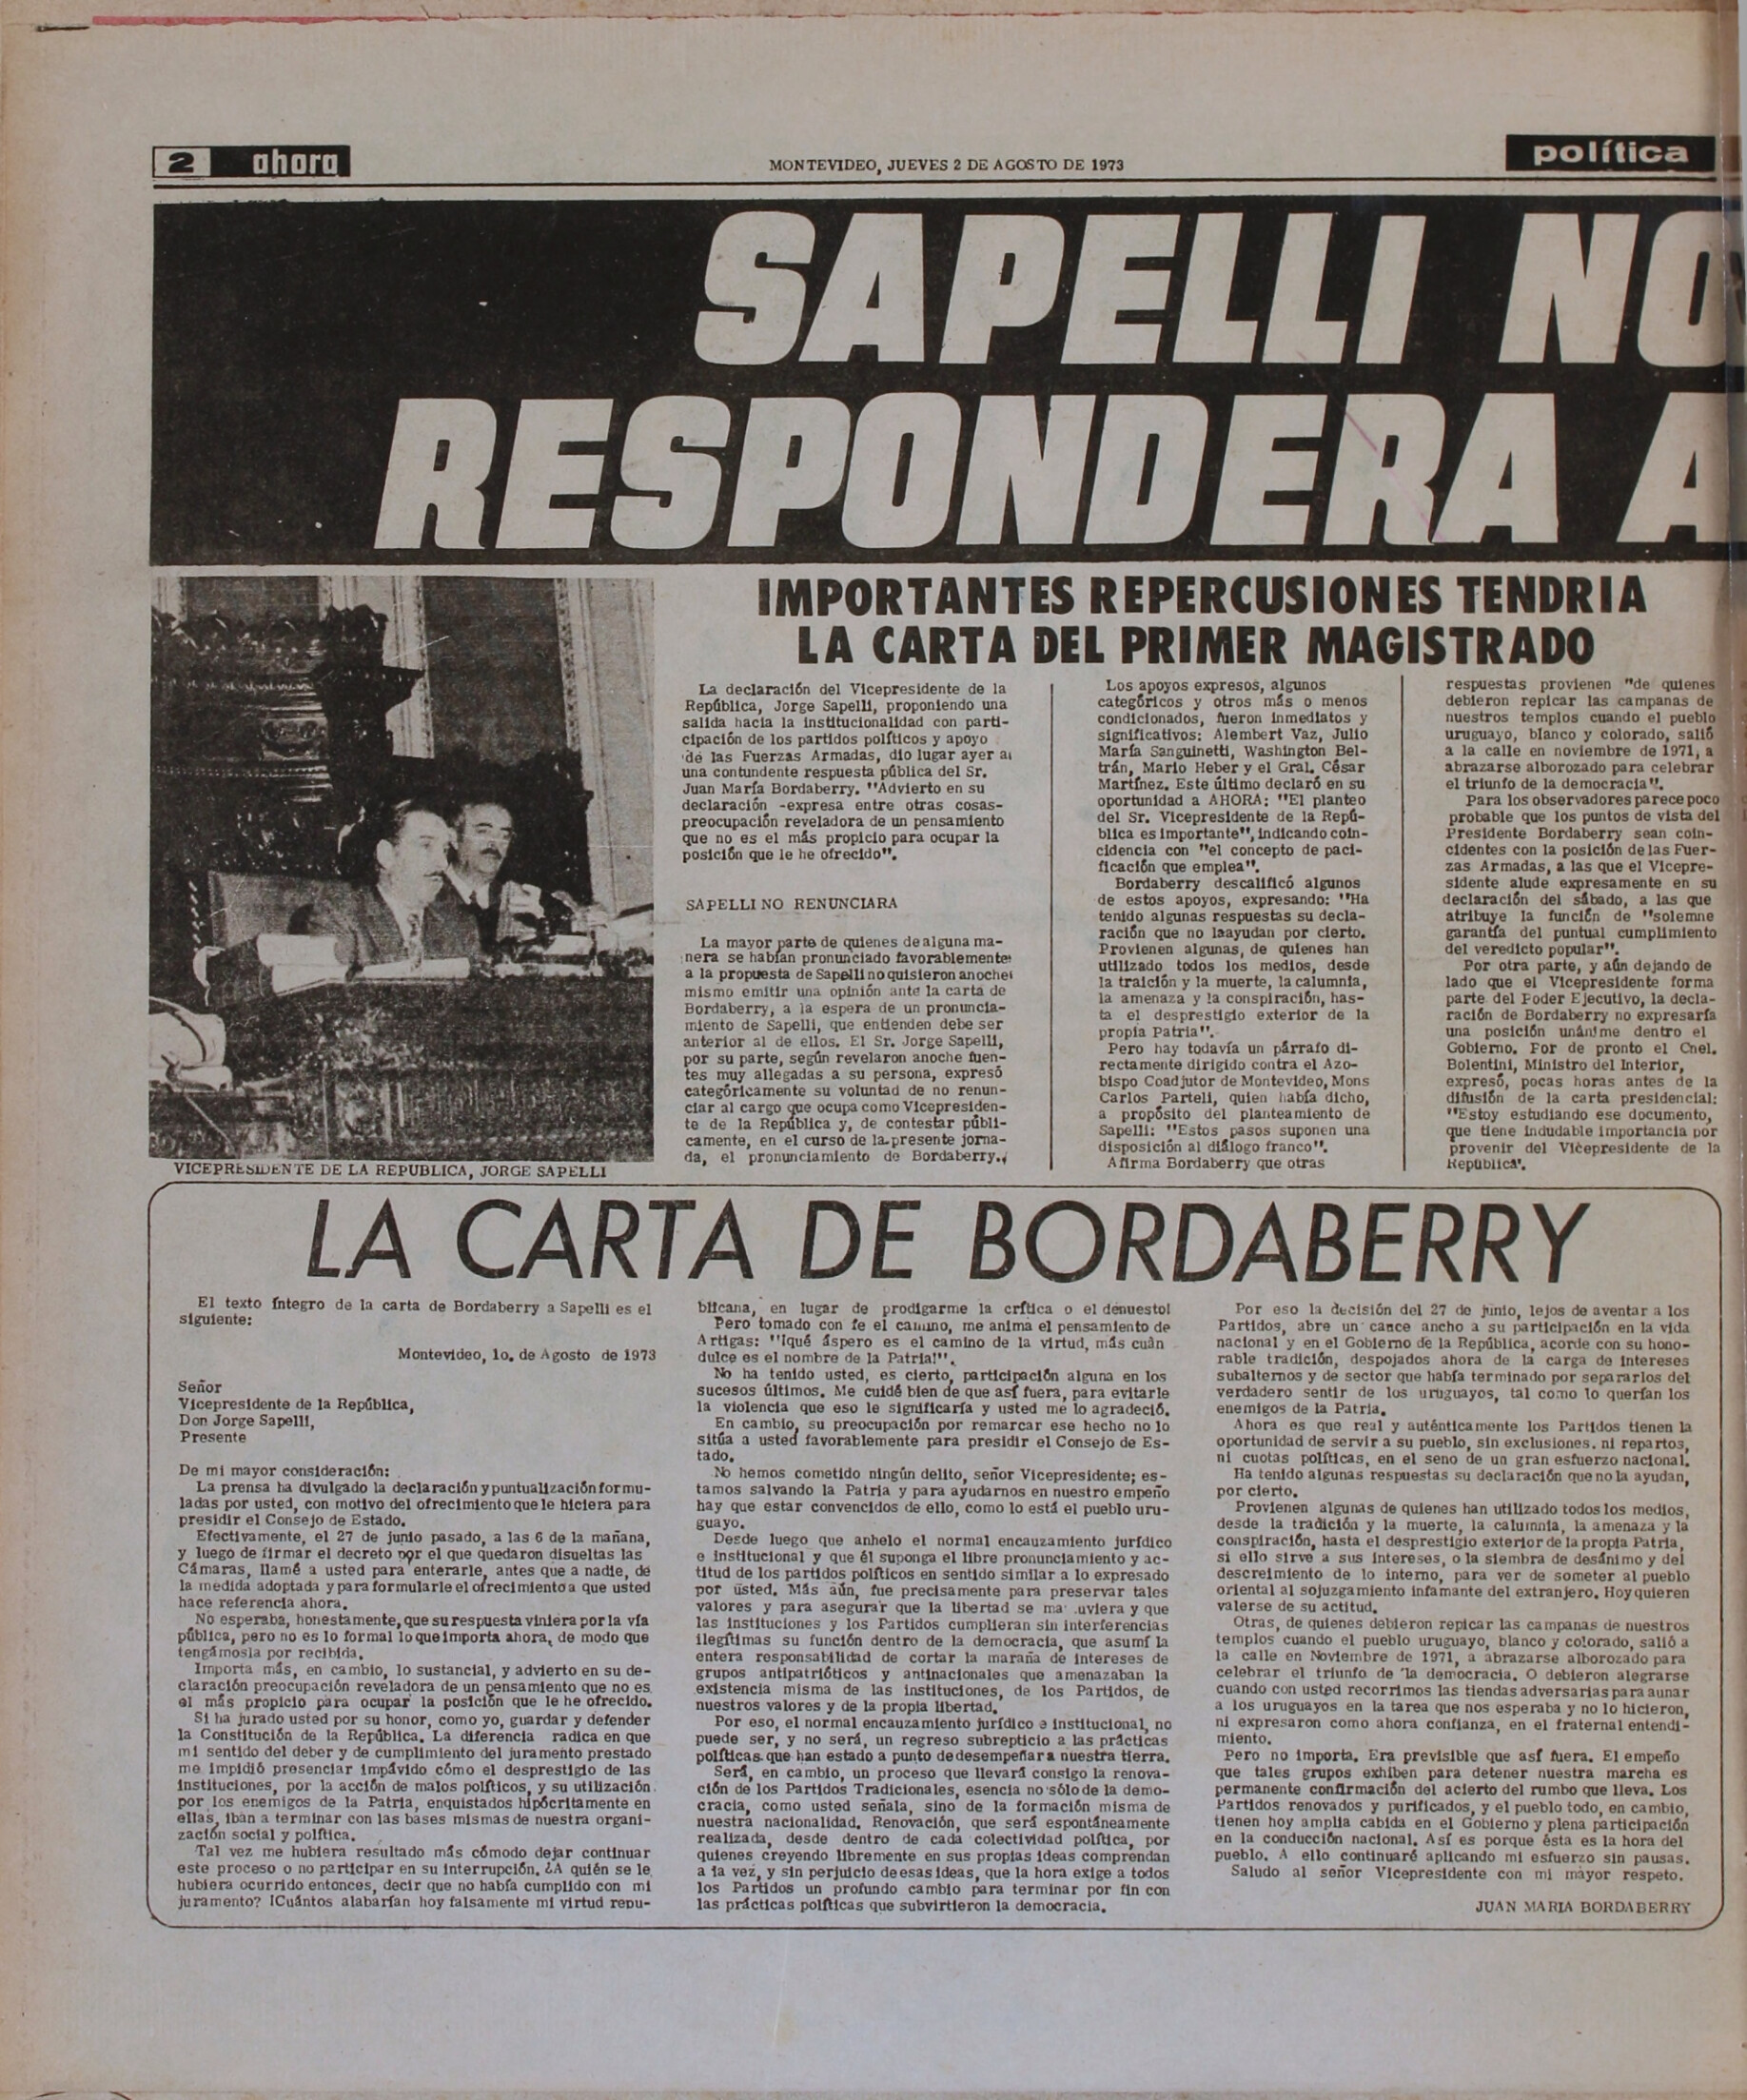 2 ahora
MONTEVIDEO, JUEVES 2 DE AGOSTO DE 1973
política
SAPELLI NO
RESPONDERA A
IMPORTANTES REPERCUSIONES TENDRIA
LA CARTA DEL PRIMER MAGISTRADO
VICEPRESIDENTE DE LA REPUBLICA, JORGE SAPELLI
La declaración del Vicepresidente de la
República, Jorge Sapelli, proponiendo una
salida hacia la institucionalidad con parti-
cipación de los partidos políticos y apoyo
de las Fuerzas Armadas, dio lugar ayer a
una contundente respuesta pública del Sr.
Juan María Bordaberry. "Advierto en su
declaración -expresa entre otras cosas-
preocupación reveladora de un pensamiento
que no es el más propicio para ocupar la
posición que le he ofrecido".
SAPELLI NO RENUNCIARA
La mayor parte de quienes de alguna ma-
nera se habían pronunciado favorablemente
a la propuesta de Sapelli no quisieron anoche
mismo emitir una opinión ante la carta de
Bordaberry, a la espera de un pronuncia-
miento de Sapelli, que entienden debe ser
anterior al de ellos. El Sr. Jorge Sapelli,
por su parte, según revelaron anoche fuen-
tes muy allegadas a su persona, expresó
categóricamente su voluntad de no renun-
ciar al cargo que ocupa como Vicepresiden-
te de la República y, de contestar públi-
camente, en el curso de la presente jorna-
da, el pronunciamiento de Bordaberry.
Los apoyos expresos, algunos
categóricos y otros más o menos
condicionados, fueron inmediatos y
significativos: Alembert Vaz, Julio
María Sanguinetti, Washington Bel-
trán, Mario Heber y el Gral. César
Martínez. Este último declaró en su
oportunidad a AHORA: "El planteo
del Sr. Vicepresidente de la Repú-
blica es importante", indicando coin-
cidencia con "el concepto de paci-
ficación que emplea".
Bordaberry descalificó algunos
de estos apoyos, expresando: "Ha
tenido algunas respuestas su decla-
ración que no la ayudan por cierto.
Provienen algunas, de quienes han
utilizado todos los medios, desde
la traición y la muerte, la calumnia,
la amenaza y la conspiración, has-
ta el desprestigio exterior de la
propia Patria".
Pero hay todavía un párrafo di-
rectamente dirigido contra el Azo-
bispo Coadjutor de Montevideo, Mons
Carlos Parteli, quien había dicho,
a propósito del planteamiento de
Sapelli: "Estos pasos suponen una
disposición al diálogo franco".
Afirma Bordaberry que otras
respuestas provienen "de quienes
debieron repicar las campanas de
nuestros templos cuando el pueblo
uruguayo, blanco y colorado, salió
a la calle en noviembre de 1971, a
abrazarse alborozado para celebrar
el triunfo de la democracia".
Para los observadores parece poco
probable que los puntos de vista del
Presidente Bordaberry sean coin-
cidentes con la posición de las Fuer-
zas Armadas, a las que el Vicepre-
sidente alude expresamente en su
declaración del sábado, a las que
atribuye la función de "solemne
garantía del puntual cumplimiento
del veredicto popular".
Por otra parte, y aún dejando de
lado que el Vicepresidente forma
parte del Poder Ejecutivo, la decla-
ración de Bordaberry no expresaría
una posición unánime dentro el
Gobierno. For de pronto el Cnel.
Bolentini, Ministro del Interior,
expresó, pocas horas antes de la
difusión de la carta presidencial:
"Estoy estudiando ese documento,
que tiene indudable importancia por
provenir del Vicepresidente de la
República".
LA CARTA DE BORDABERRY
El texto íntegro de la carta de Bordaberry a Sapelli es el
siguiente:
Montevideo, 1o. de Agosto de 1973
Señor
Vicepresidente de la República,
Don Jorge Sapelli,
Presente
De mi mayor consideración:
La prensa ha divulgado la declaración y puntualización formu-
ladas por usted, con motivo del ofrecimiento que le hiciera para
presidir el Consejo de Estado.
Efectivamente, el 27 de junio pasado, a las 6 de la mañana,
y luego de firmar el decreto por el que quedaron disueltas las
Cámaras, llamé a usted para enterarle, antes que a nadie, de
la medida adoptada y para formularle el ofrecimiento a que usted
hace referencia ahora.
No esperaba, honestamente, que su respuesta viniera por la vía
pública, pero no es lo formal lo que importa ahora, de modo que
tengámosla por recibida.
Importa más, en cambio, lo sustancial, y advierto en su de-
claración preocupación reveladora de un pensamiento que no es
el más propicio para ocupar la posición que le he ofrecido.
Si ha jurado usted por su honor, como yo, guardar y defender
la Constitución de la República. La diferencia radica en que
mi sentido del deber y de cumplimiento del juramento prestado
me impidió presenciar impávido cómo el desprestigio de las
instituciones, por la acción de malos políticos, y su utilización
por los enemigos de la Patria, enquistados hipócritamente en
ellas, iban a terminar con las bases mismas de nuestra organi-
zación social y política.
Tal vez me hubiera resultado más cómodo dejar continuar
este proceso o no participar en su interrupción. ¿A quién se le
hubiera ocurrido entonces, decir que no había cumplido con mi
juramento? ¡Cuántos alabarían hoy falsamente mi virtud repu-
blicana, en lugar de prodigarme la crítica o el denuesto!
Pero tomado con fe el camino, me anima el pensamiento de
Artigas: "¡qué áspero es el camino de la virtud, más cuán
dulce es el nombre de la Patria!".
No ha tenido usted, es cierto, participación alguna en los
sucesos últimos. Me cuidé bien de que así fuera, para evitarle
la violencia que eso le significaría y usted me lo agradeció.
En cambio, su preocupación por remarcar ese hecho no lo
sitúa a usted favorablemente para presidir el Consejo de Es-
tado.
No hemos cometido ningún delito, señor Vicepresidente; es-
tamos salvando la Patria y para ayudarnos en nuestro empeño
hay que estar convencidos de ello, como lo está el pueblo uru-
guayo.
Desde luego que anhelo el normal encauzamiento jurídico
e institucional y que él suponga el libre pronunciamiento y ac-
titud de los partidos políticos en sentido similar a lo expresado
por usted. Más aún, fue precisamente para preservar tales
valores y para asegurar que la libertad se ma uviera y que
las instituciones y los Partidos cumplieran sin interferencias
ilegítimas su función dentro de la democracia, que asumí la
entera responsabilidad de cortar la maraña de intereses de
grupos antipatrióticos y antinacionales que amenazaban la
existencia misma de las instituciones, de los Partidos, de
nuestros valores y de la propia libertad.
Por eso, el normal encauzamiento jurídico e institucional, no
puede ser, y no será, un regreso subrepticio a las prácticas
políticas que han estado a punto de desempeñar a nuestra tierra.
Será, en cambio, un proceso que llevará consigo la renova-
ción de los Partidos Tradicionales, esencia no sólo de la demo-
cracia, como usted señala, sino de la formación misma de
nuestra nacionalidad. Renovación, que será espontáneamente
realizada, desde dentro de cada colectividad política, por
quienes creyendo libremente en sus propias ideas comprendan
a la vez, y sin perjuicio de esas ideas, que la hora exige a todos
los Partidos un profundo cambio para terminar por fin con
las prácticas políticas que subvirtieron la democracia.
Por eso la decisión del 27 de junio, lejos de aventar a los
Partidos, abre un cance ancho a su participación en la vida
nacional y en el Gobierno de la República, acorde con su hono-
rable tradición, despojados ahora de la carga de intereses
subalternos y de sector que había terminado por separarlos del
verdadero sentir de los uruguayos, tal como lo querían los
enemigos de la Patria.
Ahora es que real y auténticamente los Partidos tienen la
oportunidad de servir a su pueblo, sin exclusiones, ni repartos,
ni cuotas políticas, en el seno de un gran esfuerzo nacional.
Ha tenido algunas respuestas su declaración que no la ayudan,
por cierto.
Provienen algunas de quienes han utilizado todos los medios,
desde la tradición y la muerte, la calumnia, la amenaza y la
conspiración, hasta el desprestigio exterior de la propia Patria,
si ello sirve a sus intereses, o la siembra de desánimo y del
descreimiento de lo interno, para ver de someter al pueblo
oriental al sojuzgamiento infamante del extranjero. Hoy quieren
valerse de su actitud.
Otras, de quienes debieron repicar las campanas de nuestros
templos cuando el pueblo uruguayo, blanco y colorado, salió a
la calle en Noviembre de 1971, a abrazarse alborozado para
celebrar el triunfo de la democracia. O debieron alegrarse
cuando con usted recorrimos las tiendas adversarias para aunar
a los uruguayos en la tarea que nos esperaba y no lo hicieron,
ni expresaron como ahora confianza, en el fraternal entendi-
miento.
Pero no importa. Era previsible que así fuera. El empeño
que tales grupos exhiben para detener nuestra marcha es
permanente confirmación del acierto del rumbo que lleva. Los
Partidos renovados y purificados, y el pueblo todo, en cambio,
tienen hoy amplia cabida en el Gobierno y plena participación
en la conducción nacional. Así es porque ésta es la hora del
pueblo. A ello continuaré aplicando mi esfuerzo sin pausas.
Saludo al señor Vicepresidente con mi mayor respeto.
JUAN MARIA BORDABERRY